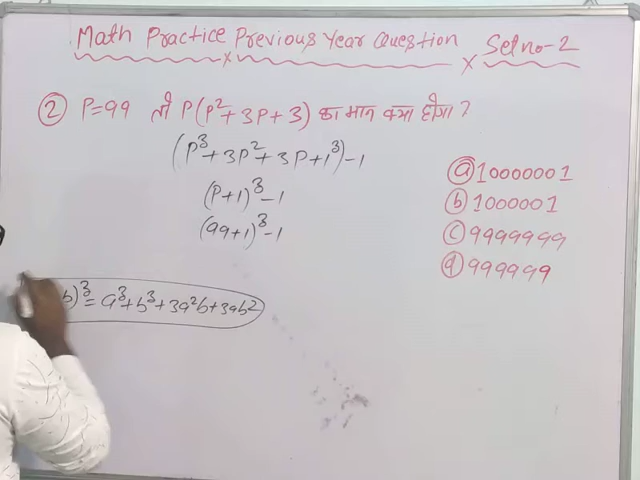 Math Practice Previous Year Question Set no-2
② P=99 तो P(P²+3P+3) का मान क्या होगा ?
(P³+3P²+3P+1³)-1
(P+1)³-1
(99+1)³-1
ⓐ 10000001
ⓑ 1000001
ⓒ 9999999
ⓓ 999999
b)³= a³+b³+3a²b+3ab²